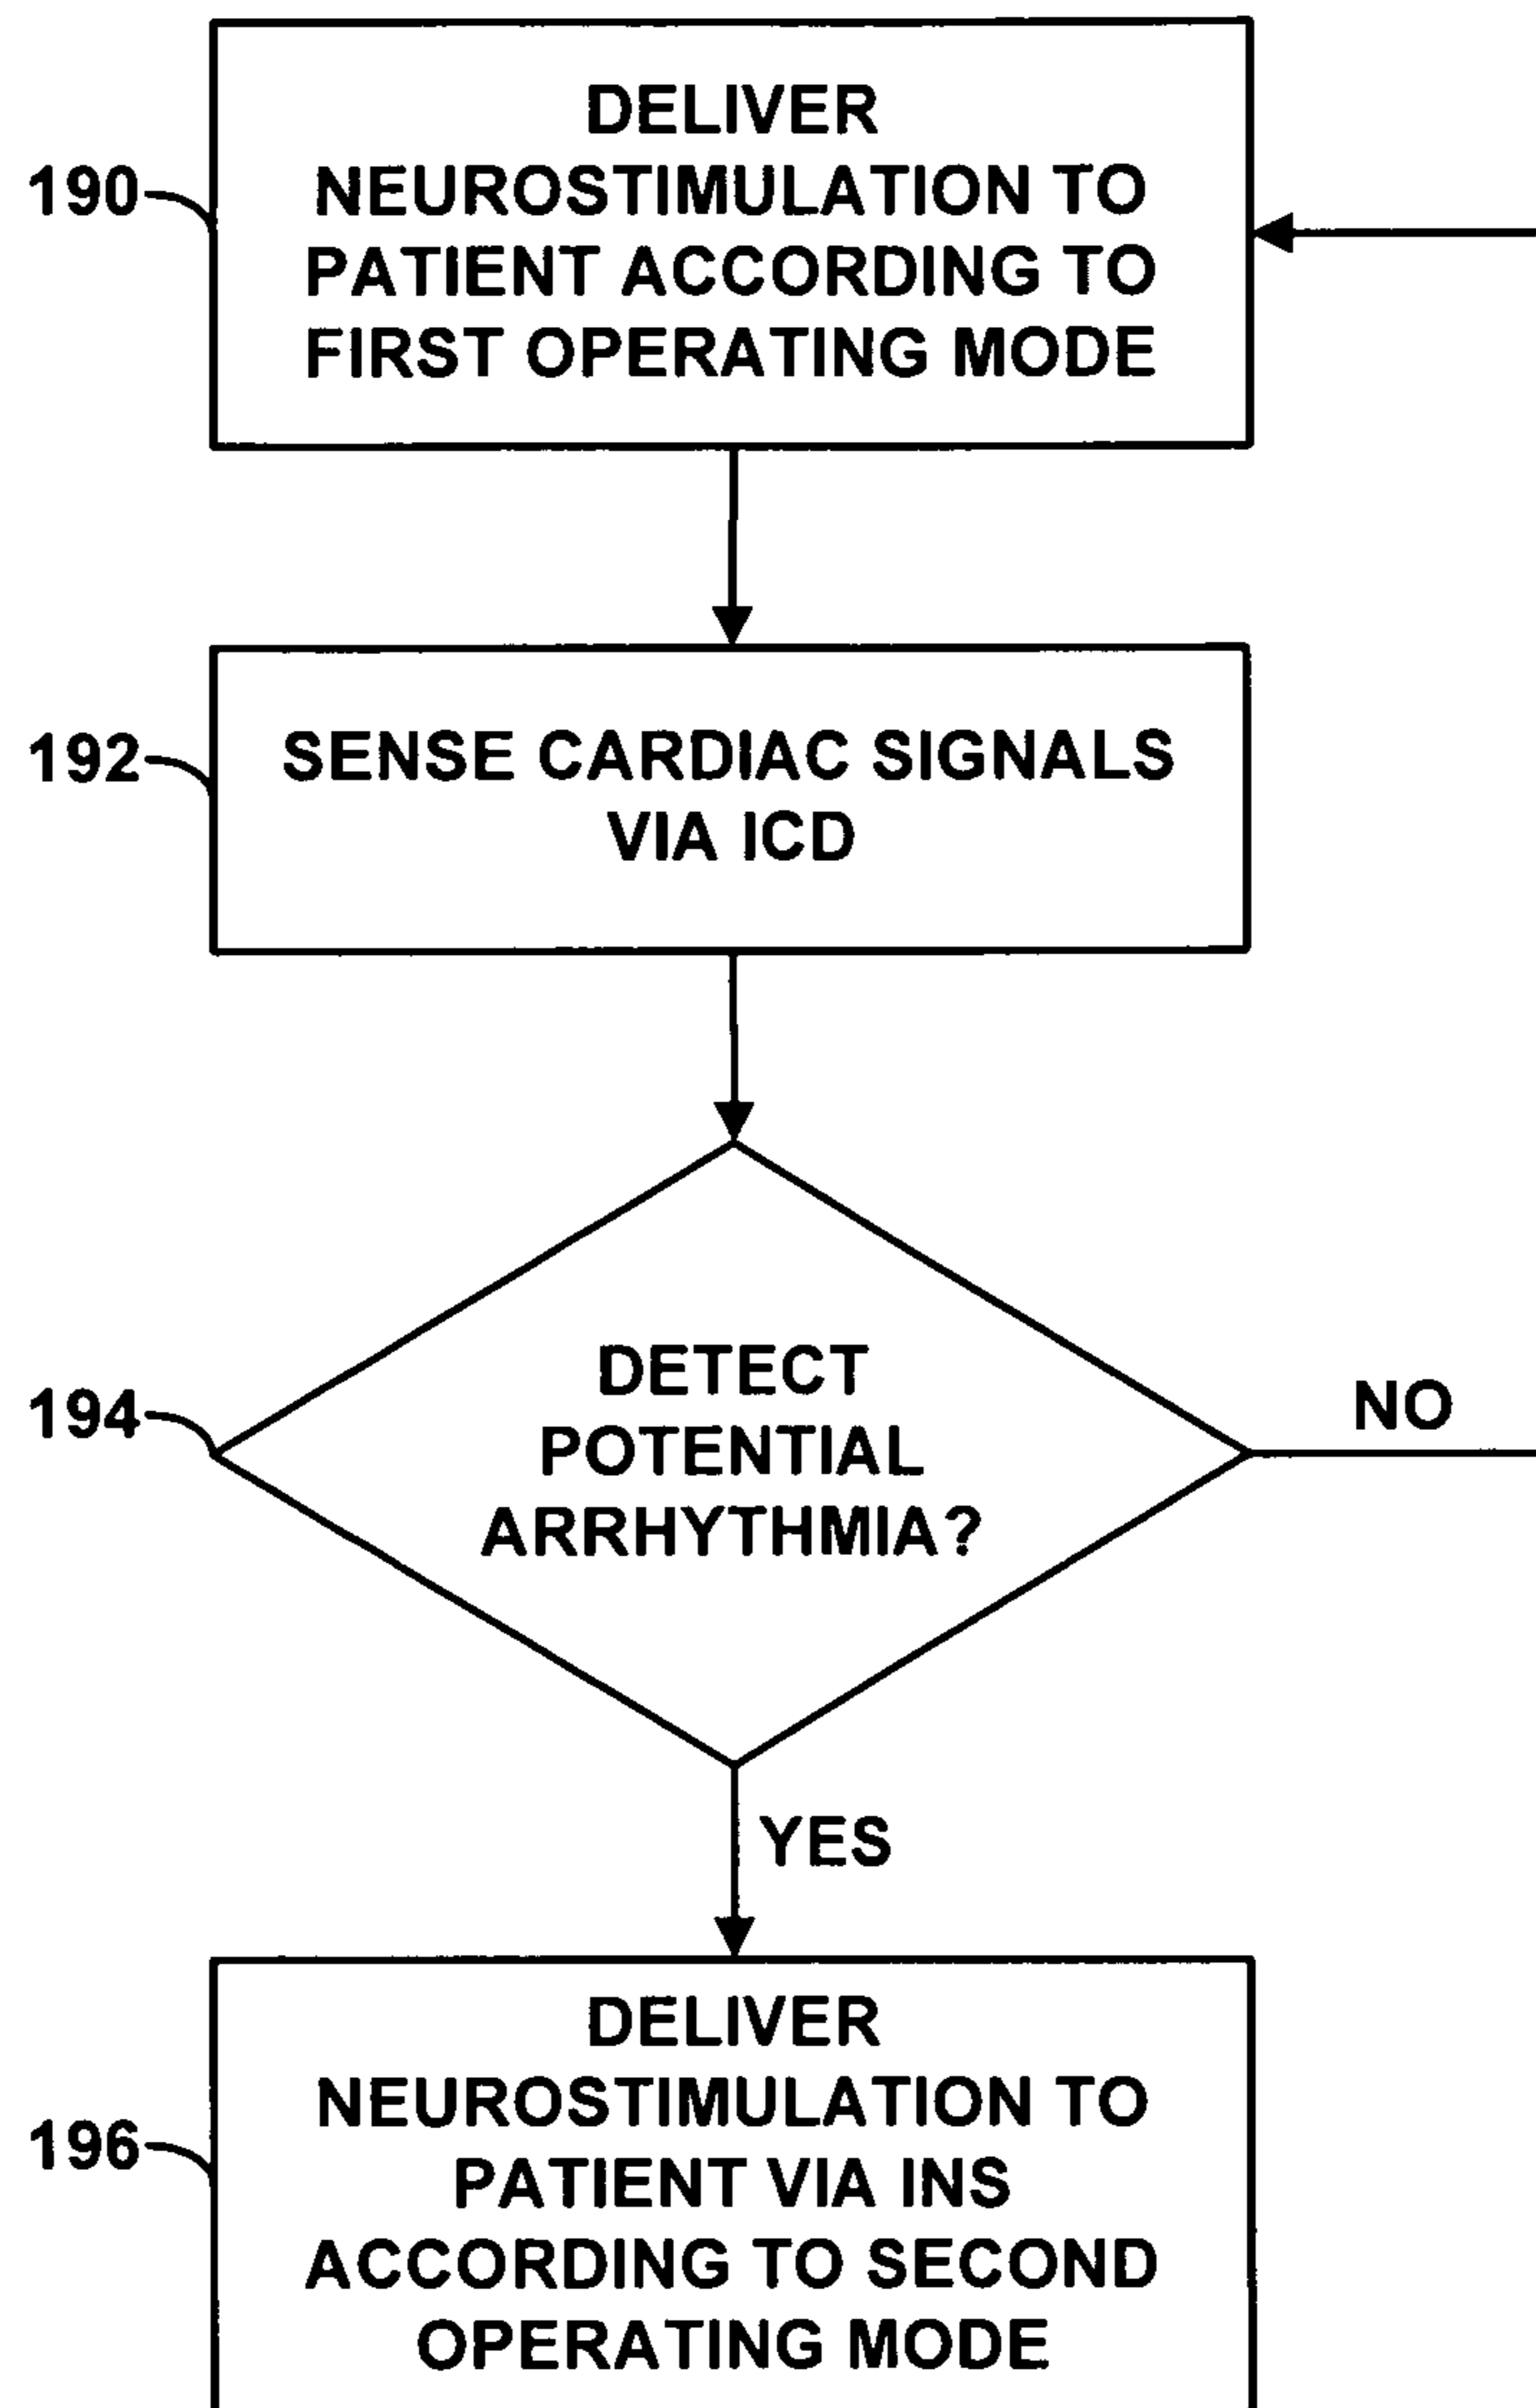 DELIVER
NEUROSTIMULATION TO
PATIENT ACCORDING TO
FIRST OPERATING MODE
190
SENSE CARDIAC SIGNALS
VIA ICD
192
DETECT
POTENTIAL
ARRHYTHMIA?
194
NO
YES
DELIVER
NEUROSTIMULATION TO
PATIENT VIA INS
ACCORDING TO SECOND
OPERATING MODE
196